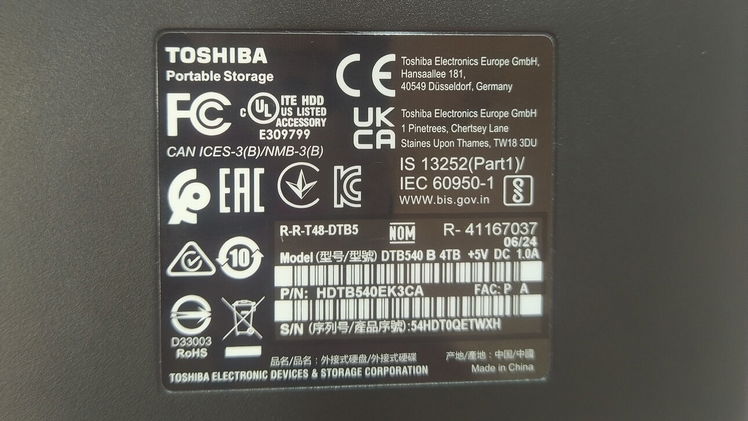 TOSHIBA
Portable Storage
FC
c UL US LISTED
ITE HDD
ACCESSORY
E309799
CAN ICES-3(B)/NMB-3(B)
EAC
10
D33003
RoHS
CE
Toshiba Electronics Europe GmbH,
Hansaallee 181,
40549 Düsseldorf, Germany
UK
CA
Toshiba Electronics Europe GmbH
1 Pinetrees, Chertsey Lane
Staines Upon Thames, TW18 3DU
IS 13252(Part1)/
IEC 60950-1
www.bis.gov.in
R-R-T48-DTB5
NOM
R- 41167037
06/24
Model (型号/型號) DTB540 B 4TB +5V DC 1.0A
P/N: HDTB540EK3CA FAC: P A
S/N (序列号/產品序號):54HDT0QETWXH
品名/品名: 外接式硬盘/外接式硬碟
产地/產地: 中国/中國
Made in China
TOSHIBA ELECTRONIC DEVICES & STORAGE CORPORATION